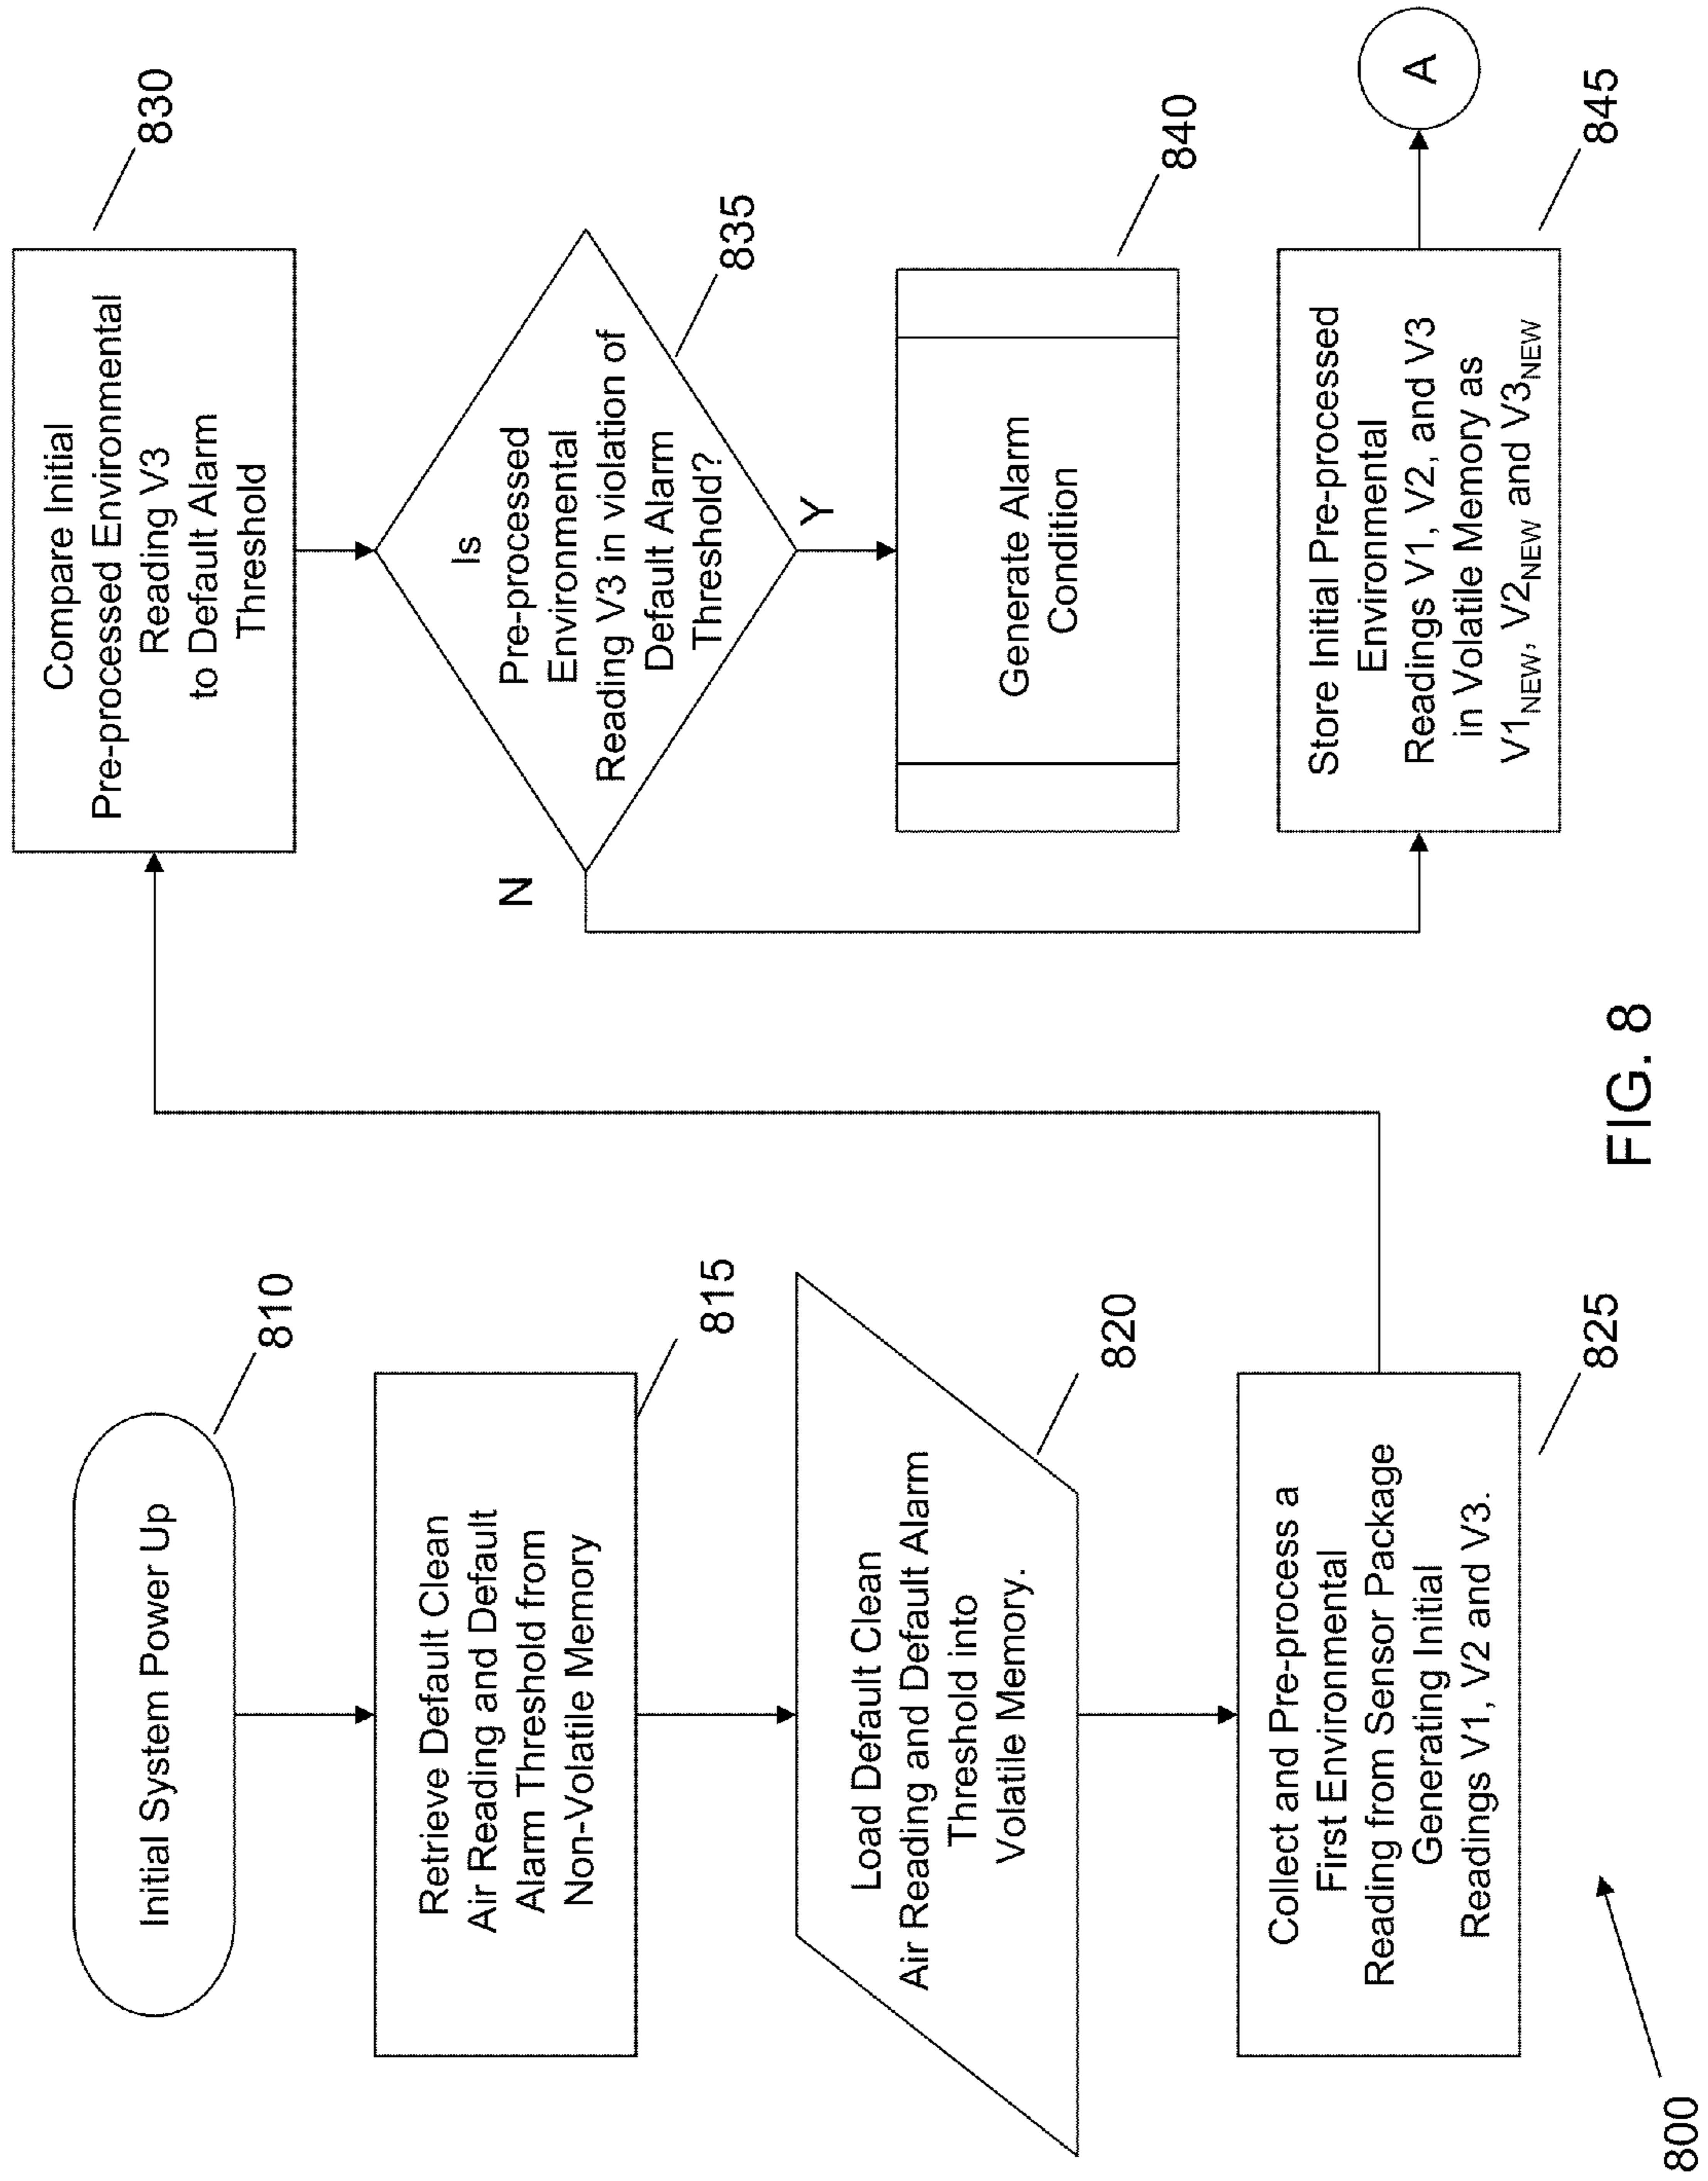 Initial System Power Up
810
Retrieve Default Clean
Air Reading and Default
Alarm Threshold from
Non-Volatile Memory
815
Load Default Clean
Air Reading and Default Alarm
Threshold into
Volatile Memory.
820
Collect and Pre-process a
First Environmental
Reading from Sensor Package
Generating Initial
Readings V1, V2 and V3.
825
800
Compare Initial
Pre-processed Environmental
Reading V3
to Default Alarm
Threshold
830
Is
Pre-processed
Environmental
Reading V3 in violation of
Default Alarm
Threshold?
835
N
Y
Generate Alarm
Condition
840
Store Initial Pre-processed
Environmental
Readings V1, V2, and V3
in Volatile Memory as
V1NEW, V2NEW and V3NEW
845
A
FIG. 8